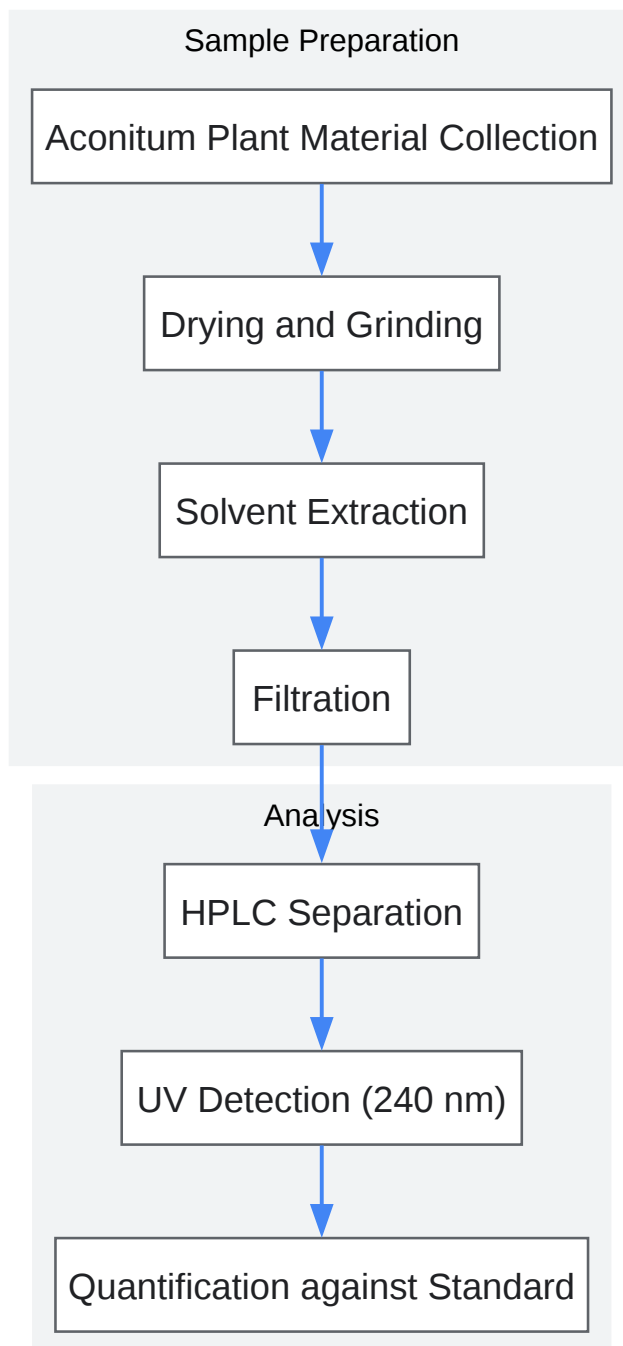 Sample Preparation
Aconitum Plant Material Collection
Drying and Grinding
Solvent Extraction
Filtration
Analysis
HPLC Separation
UV Detection (240 nm)
Quantification against Standard